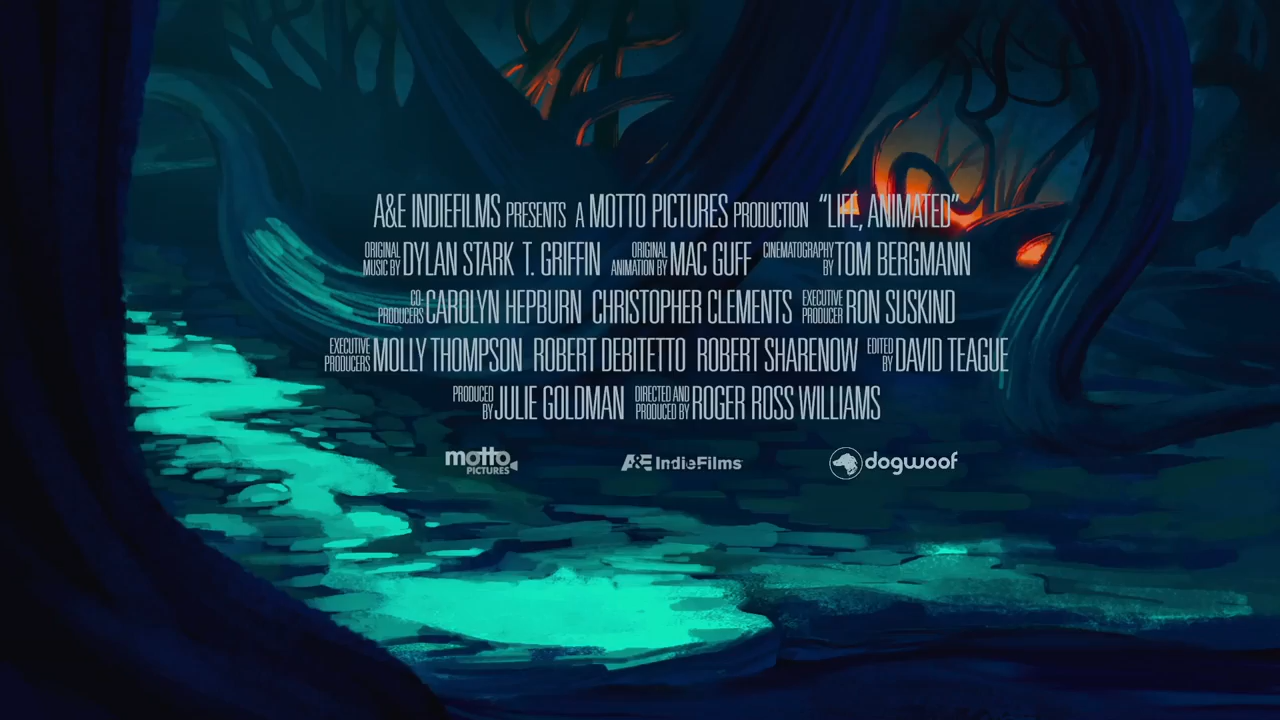 A&E INDIEFILMS PRESENTS A MOTTO PICTURES PRODUCTION “LIFE, ANIMATED”
ORIGINAL MUSIC BY DYLAN STARK T. GRIFFIN ORIGINAL ANIMATION BY MAC GUFF CINEMATOGRAPHY BY TOM BERGMANN
CO-PRODUCERS CAROLYN HEPBURN CHRISTOPHER CLEMENTS EXECUTIVE PRODUCER RON SUSKIND
EXECUTIVE PRODUCERS MOLLY THOMPSON ROBERT DEBITETTO ROBERT SHARENOW EDITED BY DAVID TEAGUE
PRODUCED BY JULIE GOLDMAN DIRECTED AND PRODUCED BY ROGER ROSS WILLIAMS
motto PICTURES A&E IndieFilms dogwoof